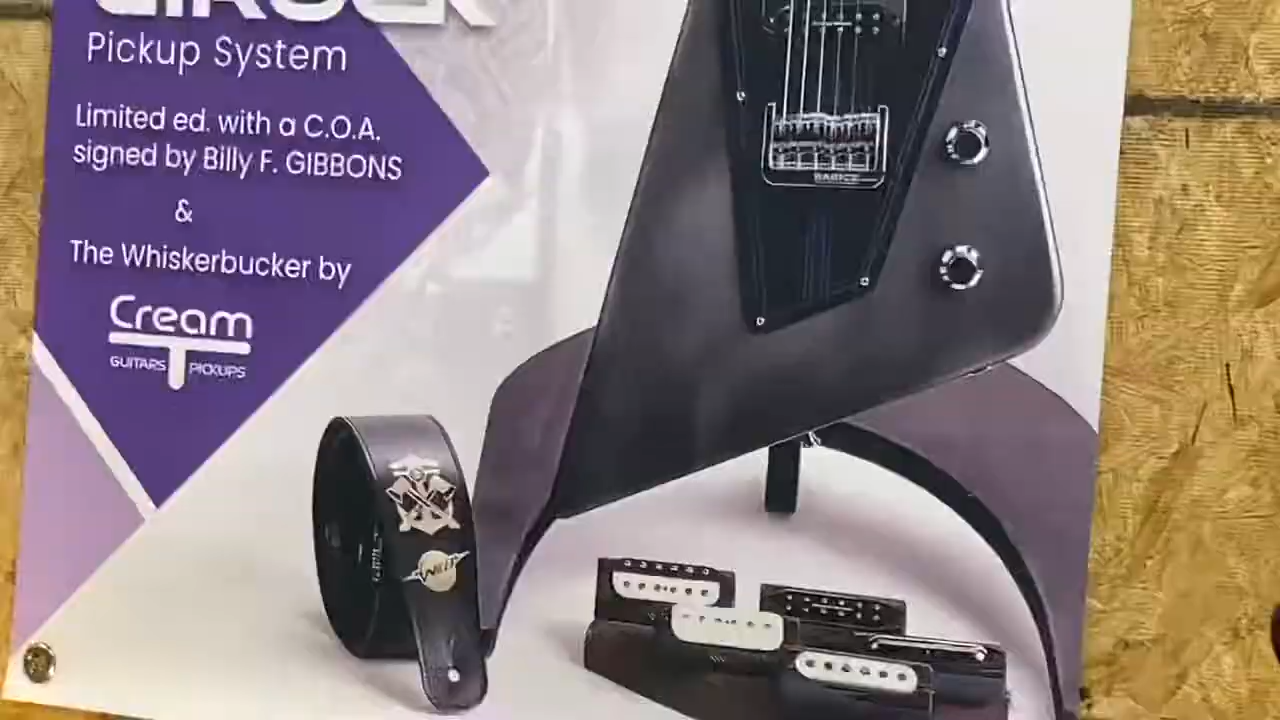 Pickup System
Limited ed. with a C.O.A.
signed by Billy F. GIBBONS
&
The Whiskerbucker by
Cream
GUITARS PICKUPS